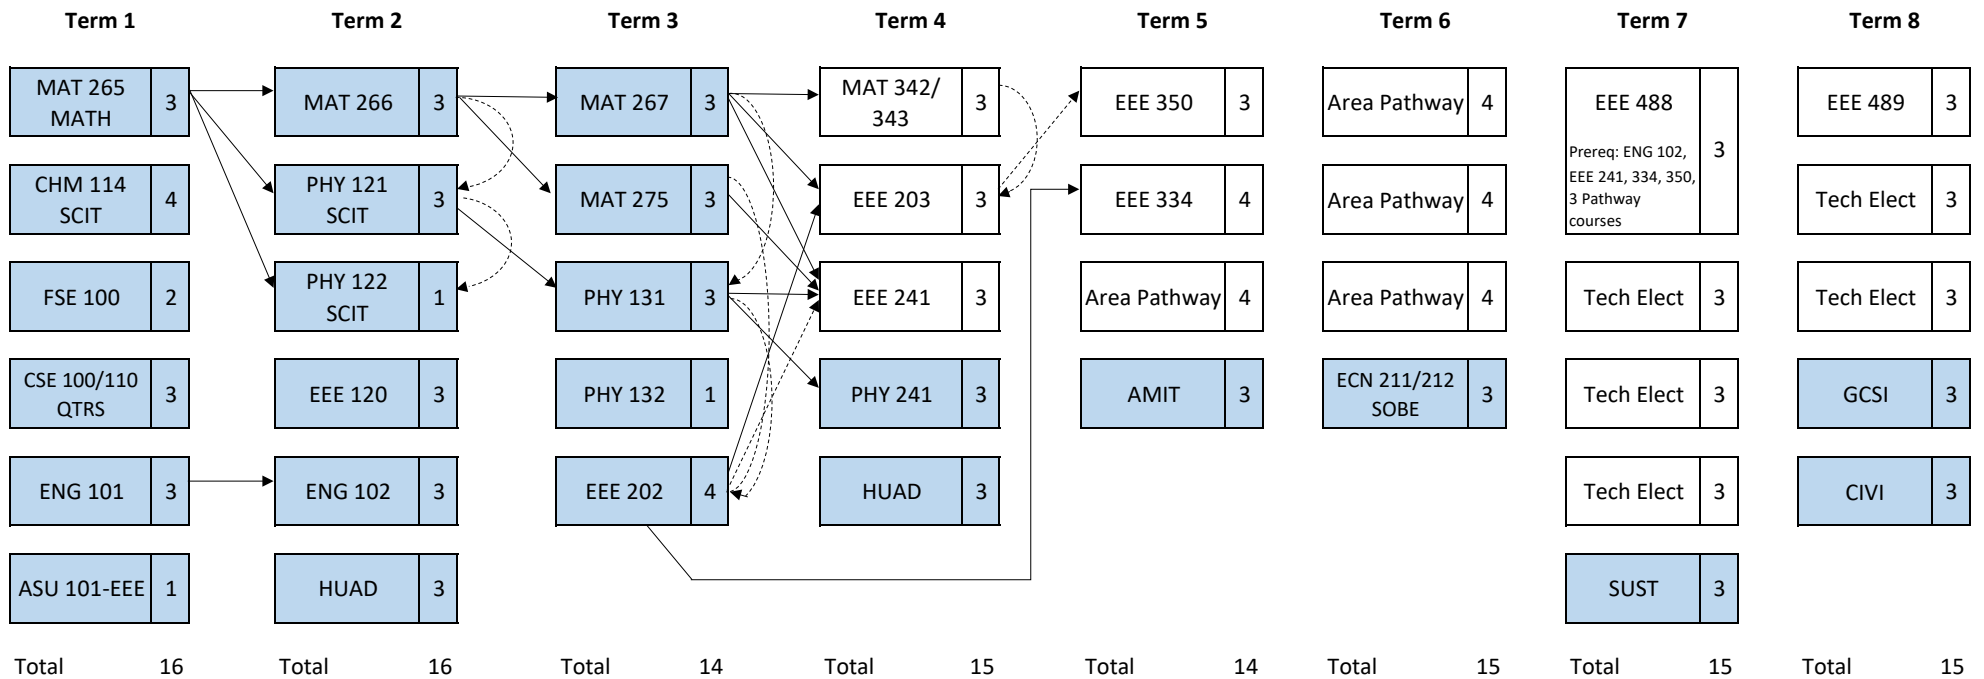 Term 1
MAT 265
MATH
3
CHM 114
SCIT
4
FSE 100
2
CSE 100/110
QTRS
3
ENG 101
3
ASU 101-EEE
1
Total 16
Term 2
MAT 266
3
PHY 121
SCIT
3
PHY 122
SCIT
1
EEE 120
3
ENG 102
3
HUAD
3
Total 16
Term 3
MAT 267
3
MAT 275
3
PHY 131
3
PHY 132
1
EEE 202
4
Total 14
Term 4
MAT 342/
343
3
EEE 203
3
EEE 241
3
PHY 241
3
HUAD
3
Total 15
Term 5
EEE 350
3
EEE 334
4
Area Pathway
4
AMIT
3
Total 14
Term 6
Area Pathway
4
Area Pathway
4
Area Pathway
4
ECN 211/212
SOBE
3
Total 15
Term 7
EEE 488
Prereq: ENG 102,
EEE 241, 334, 350,
3 Pathway
courses
3
Tech Elect
3
Tech Elect
3
Tech Elect
3
SUST
3
Total 15
Term 8
EEE 489
3
Tech Elect
3
Tech Elect
3
GCSI
3
CIVI
3
Total 15